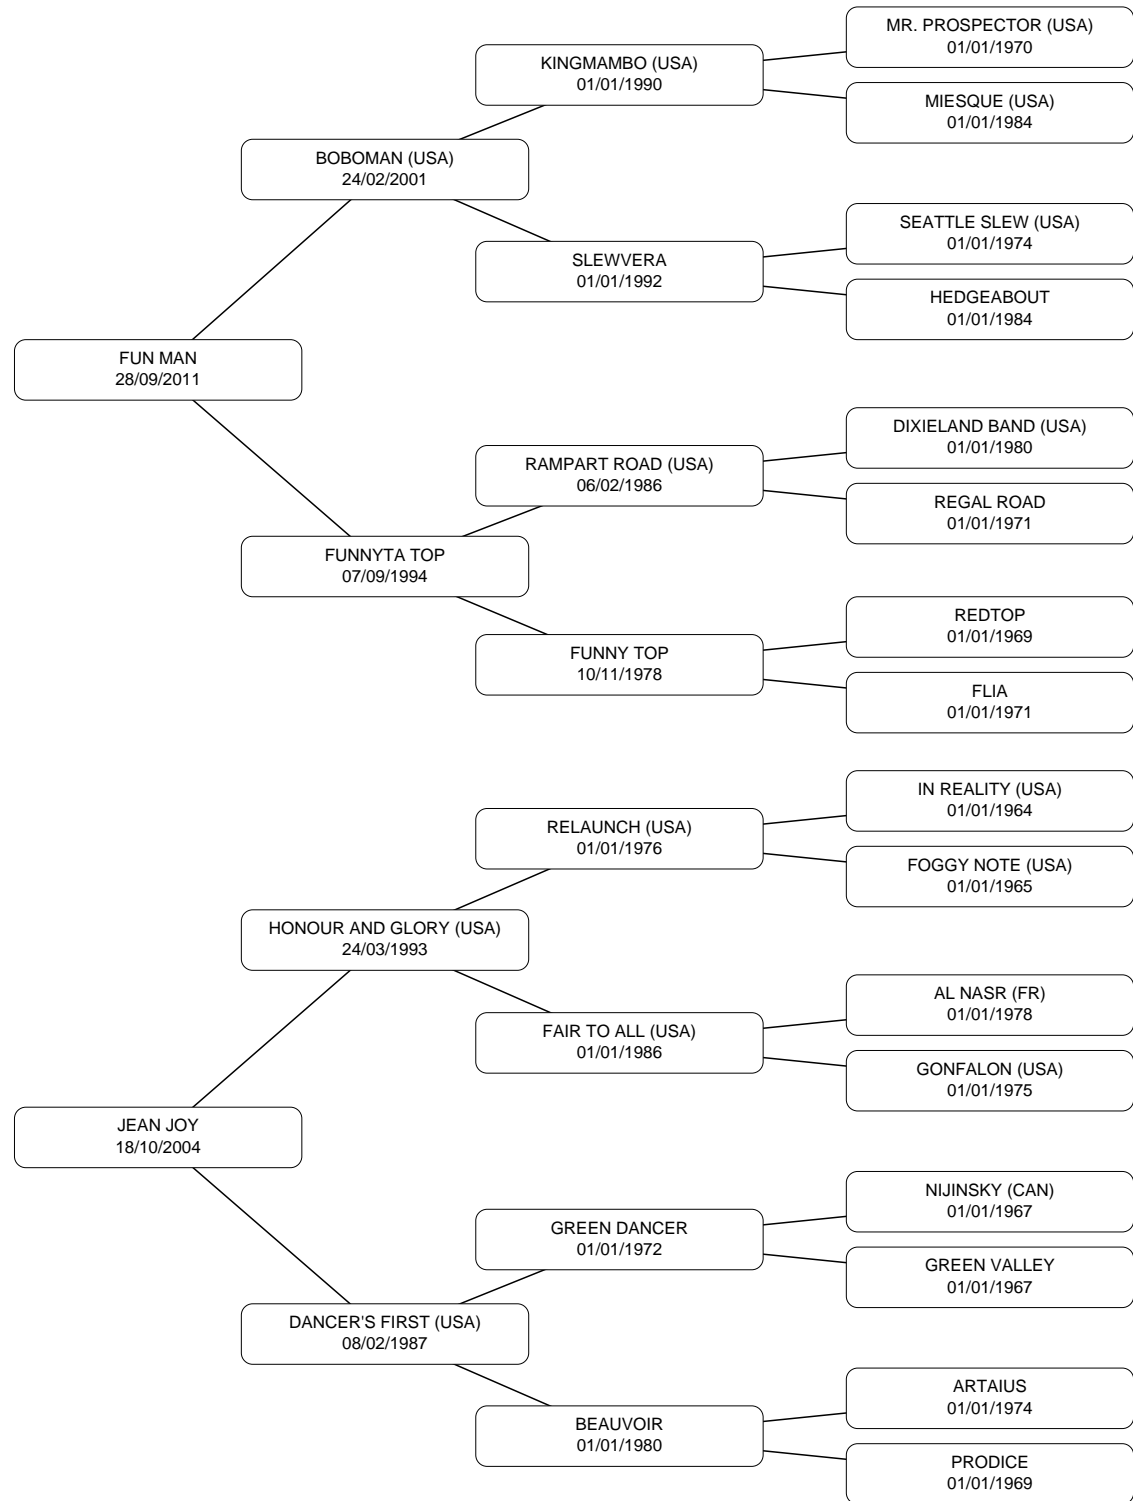 MR. PROSPECTOR (USA)
01/01/1970
KINGMAMBO (USA)
01/01/1990
MIESQUE (USA)
01/01/1984
BOBOMAN (USA)
24/02/2001
SEATTLE SLEW (USA)
01/01/1974
SLEWVERA
01/01/1992
HEDGEABOUT
01/01/1984
FUN MAN
28/09/2011
DIXIELAND BAND (USA)
01/01/1980
RAMPART ROAD (USA)
06/02/1986
REGAL ROAD
01/01/1971
FUNNYTA TOP
07/09/1994
REDTOP
01/01/1969
FUNNY TOP
10/11/1978
FLIA
01/01/1971
IN REALITY (USA)
01/01/1964
RELAUNCH (USA)
01/01/1976
FOGGY NOTE (USA)
01/01/1965
HONOUR AND GLORY (USA)
24/03/1993
AL NASR (FR)
01/01/1978
FAIR TO ALL (USA)
01/01/1986
GONFALON (USA)
01/01/1975
JEAN JOY
18/10/2004
NIJINSKY (CAN)
01/01/1967
GREEN DANCER
01/01/1972
GREEN VALLEY
01/01/1967
DANCER'S FIRST (USA)
08/02/1987
ARTAIUS
01/01/1974
BEAUVOIR
01/01/1980
PRODICE
01/01/1969